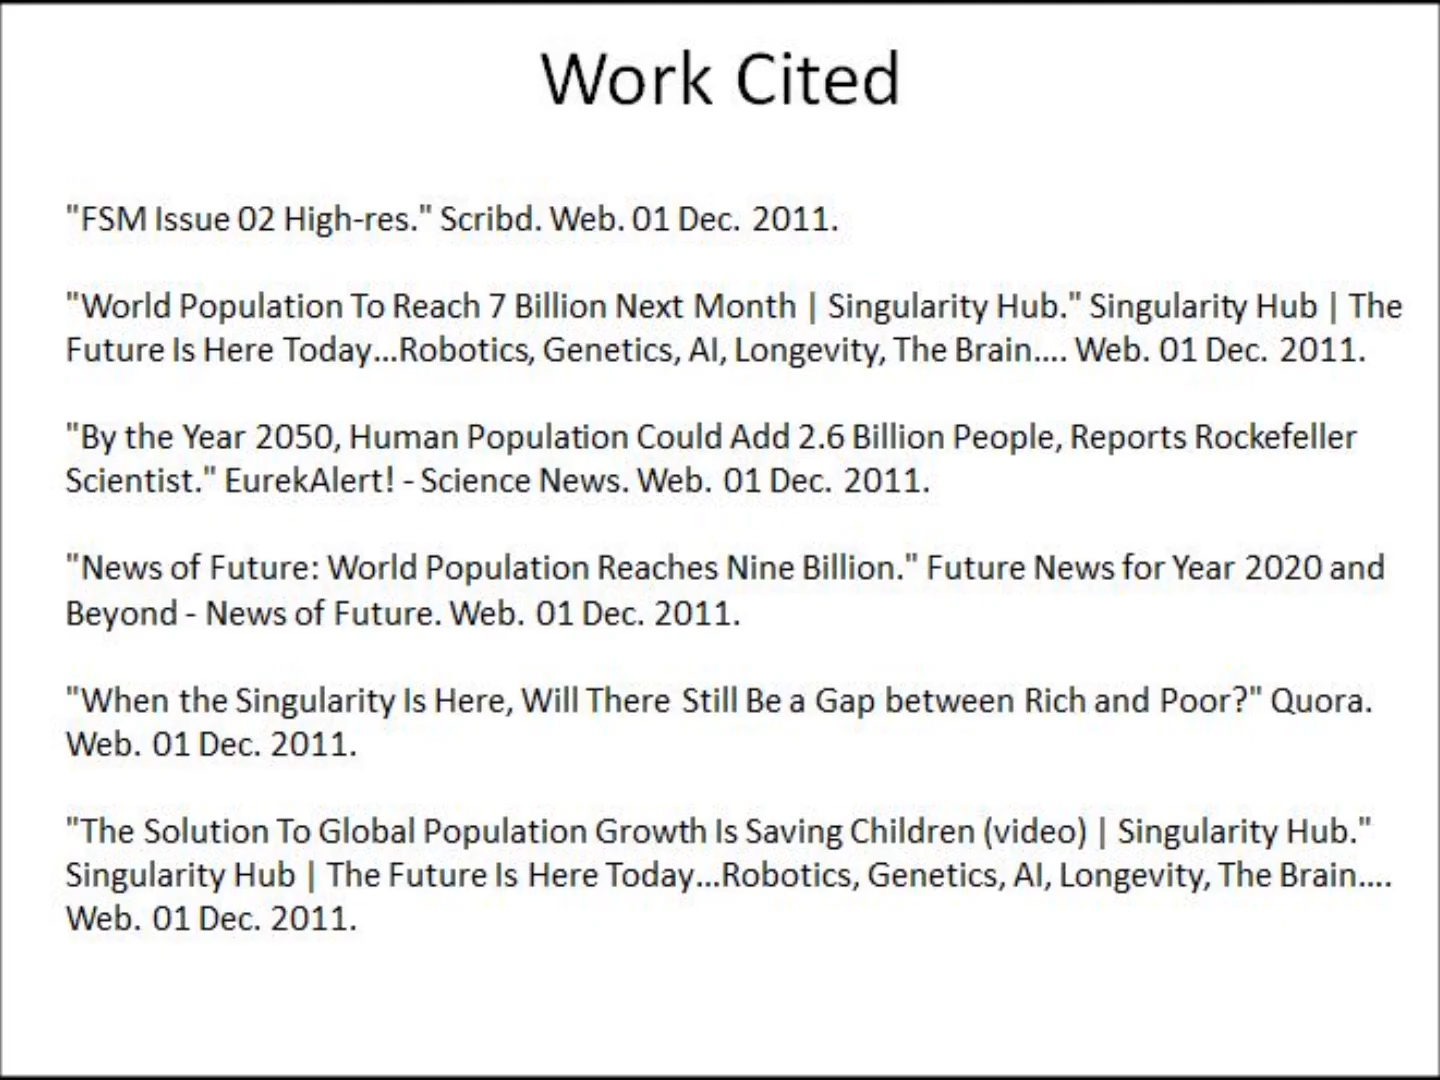 Work Cited
"FSM Issue 02 High-res." Scribd. Web. 01 Dec. 2011.
"World Population To Reach 7 Billion Next Month | Singularity Hub." Singularity Hub | The
Future Is Here Today...Robotics, Genetics, AI, Longevity, The Brain.... Web. 01 Dec. 2011.
"By the Year 2050, Human Population Could Add 2.6 Billion People, Reports Rockefeller
Scientist." EurekAlert! - Science News. Web. 01 Dec. 2011.
"News of Future: World Population Reaches Nine Billion." Future News for Year 2020 and
Beyond - News of Future. Web. 01 Dec. 2011.
"When the Singularity Is Here, Will There Still Be a Gap between Rich and Poor?" Quora.
Web. 01 Dec. 2011.
"The Solution To Global Population Growth Is Saving Children (video) | Singularity Hub."
Singularity Hub | The Future Is Here Today...Robotics, Genetics, AI, Longevity, The Brain....
Web. 01 Dec. 2011.